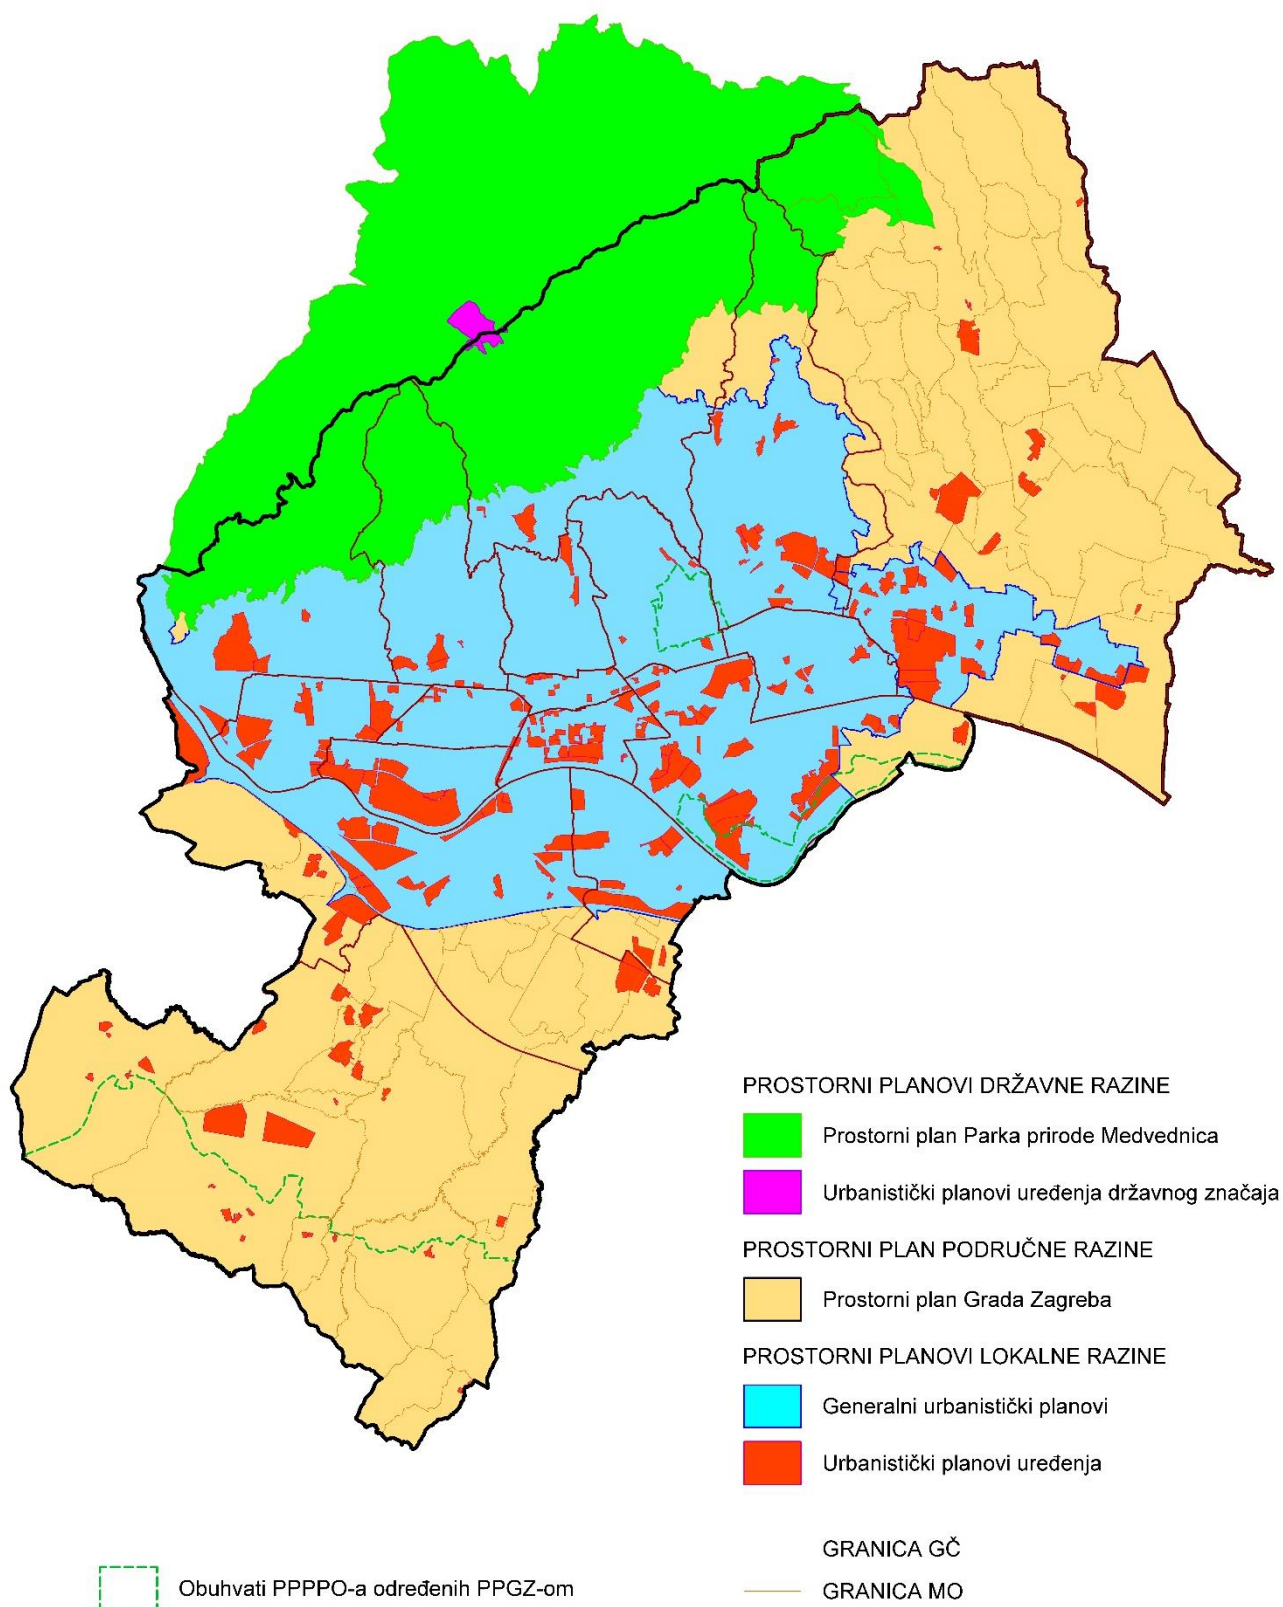 PROSTORNI PLANOVI DRŽAVNE RAZINE
Prostorni plan Parka prirode Medvednica
Urbanistički planovi uređenja državnog značaja
PROSTORNI PLAN PODRUČNE RAZINE
Prostorni plan Grada Zagreba
PROSTORNI PLANOVI LOKALNE RAZINE
Generalni urbanistički planovi
Urbanistički planovi uređenja
GRANICA GČ
GRANICA MO
Obuhvati PPPPO-a određenih PPGZ-om